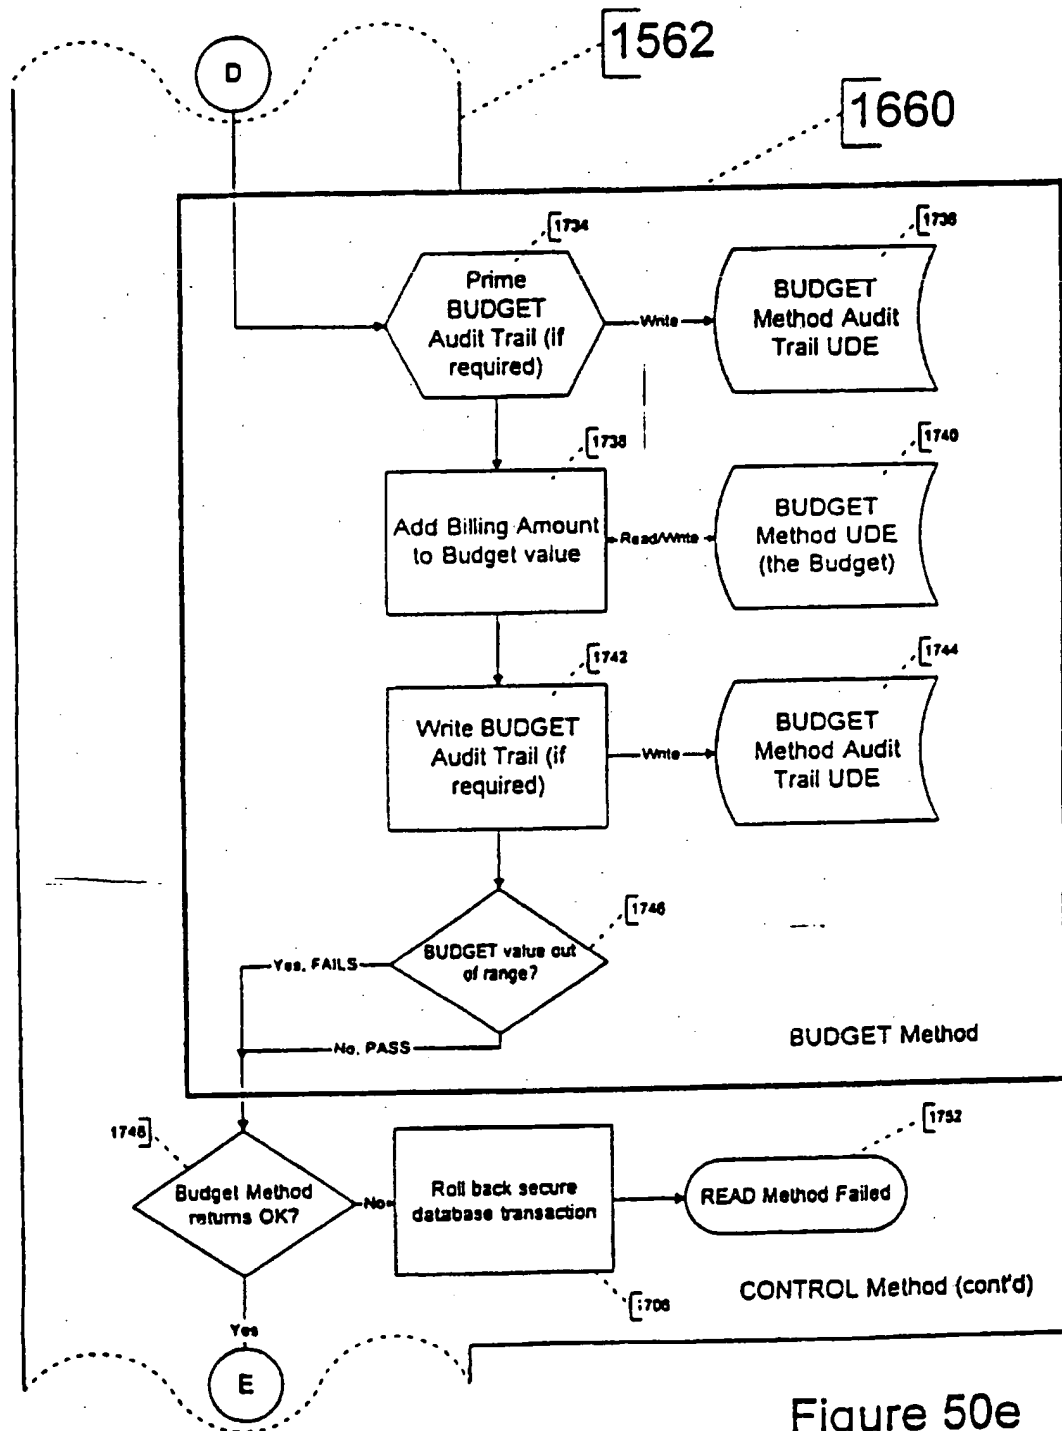 1562
D
1660
1734
1736
Prime
BUDGET
Audit Trail (if
required)
Write
BUDGET
Method Audit
Trail UDE
1738
1740
Add Billing Amount
to Budget value
Read/Write
BUDGET
Method UDE
(the Budget)
1742
1744
Write BUDGET
Audit Trail (if
required)
Write
BUDGET
Method Audit
Trail UDE
1746
BUDGET value out
of range?
Yes, FAILS
No, PASS
BUDGET Method
1748
1752
Budget Method
returns OK?
No
Roll back secure
database transaction
READ Method Failed
CONTROL Method (cont'd)
Yes
E
Figure 50e